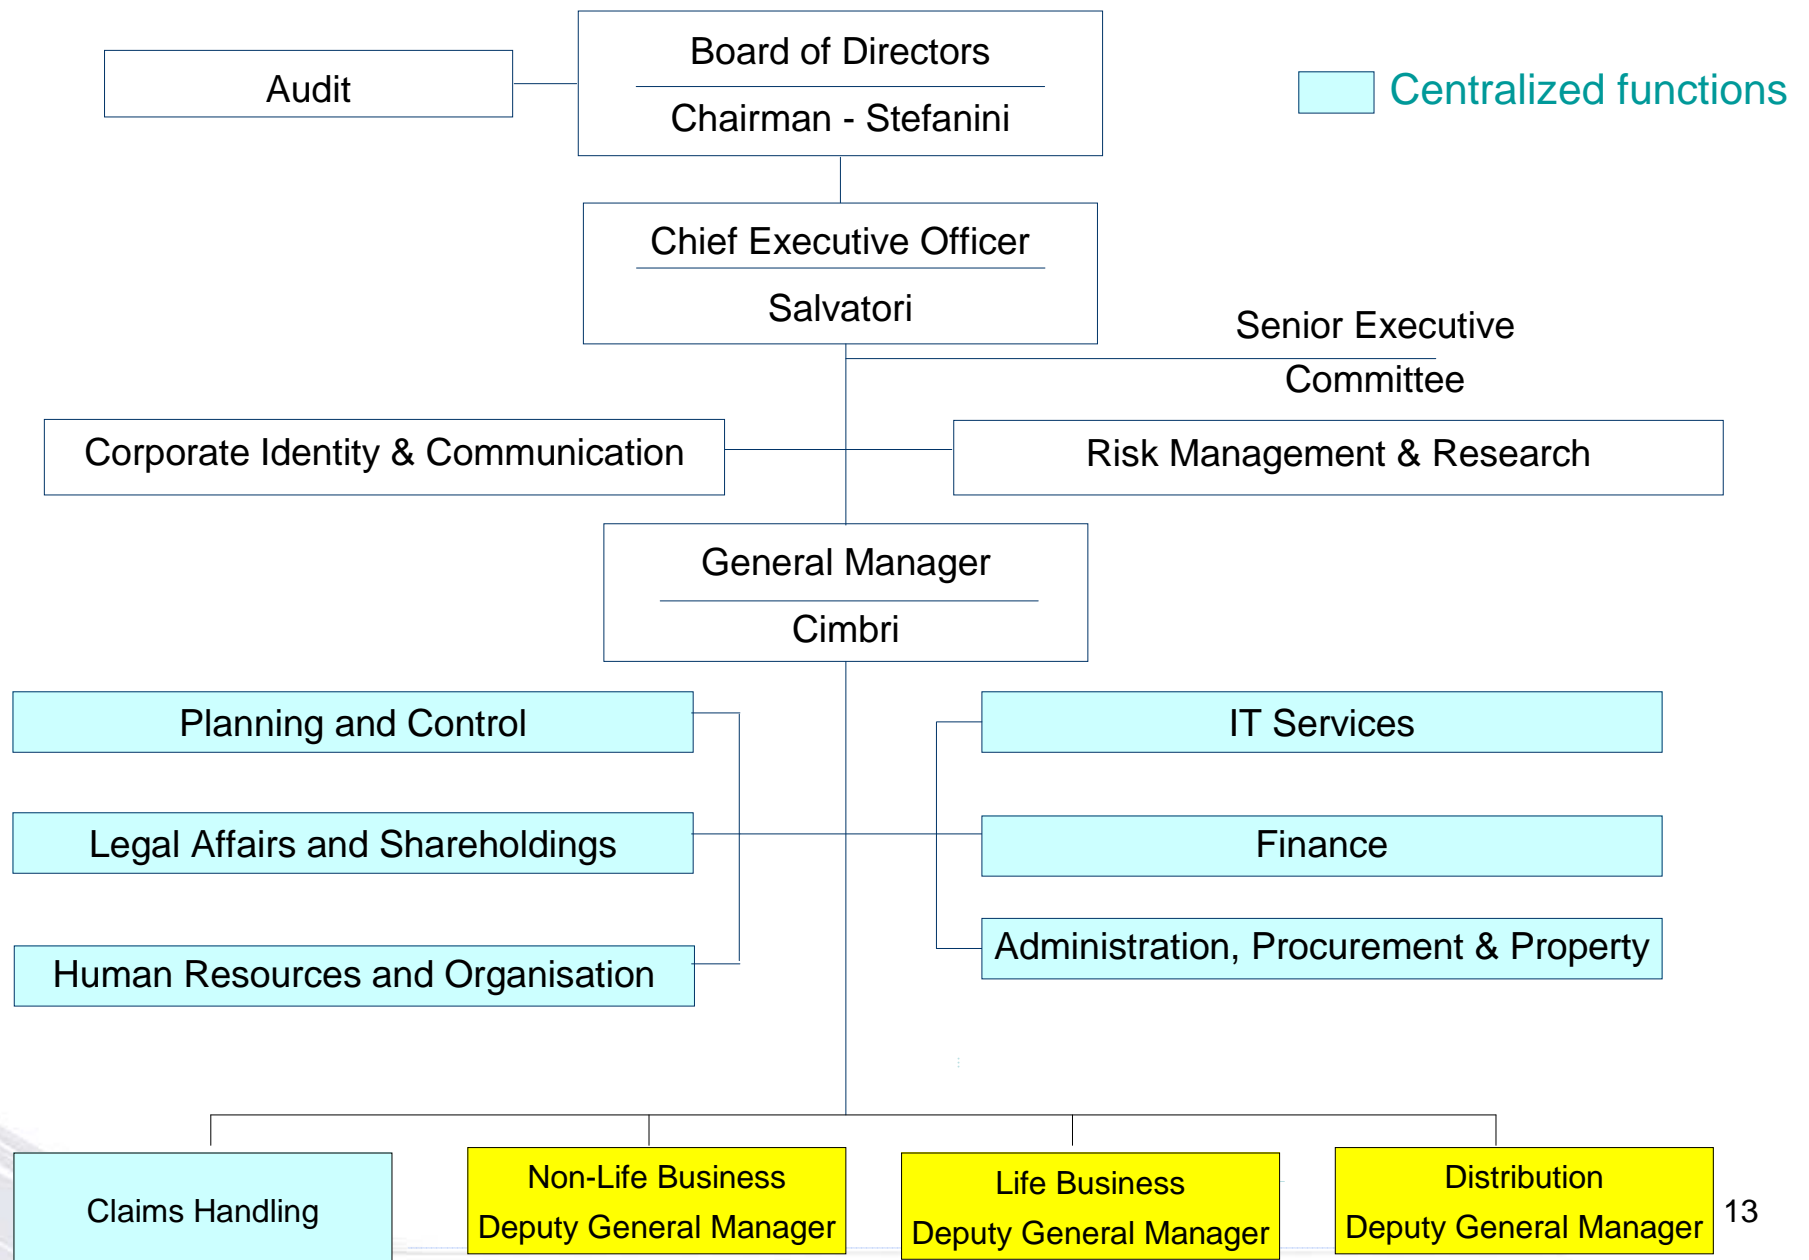 Board of Directors
Audit
Centralized functions
Chairman - Stefanini
Chief Executive Officer
Salvatori
Senior Executive
Committee
Corporate Identity & Communication
Risk Management & Research
General Manager
Cimbri
Planning and Control
IT Services
Legal Affairs and Shareholdings
Finance
Human Resources and Organisation
Administration, Procurement & Property
Claims Handling
Non-Life Business
Deputy General Manager
Life Business
Deputy General Manager
Distribution
Deputy General Manager
13